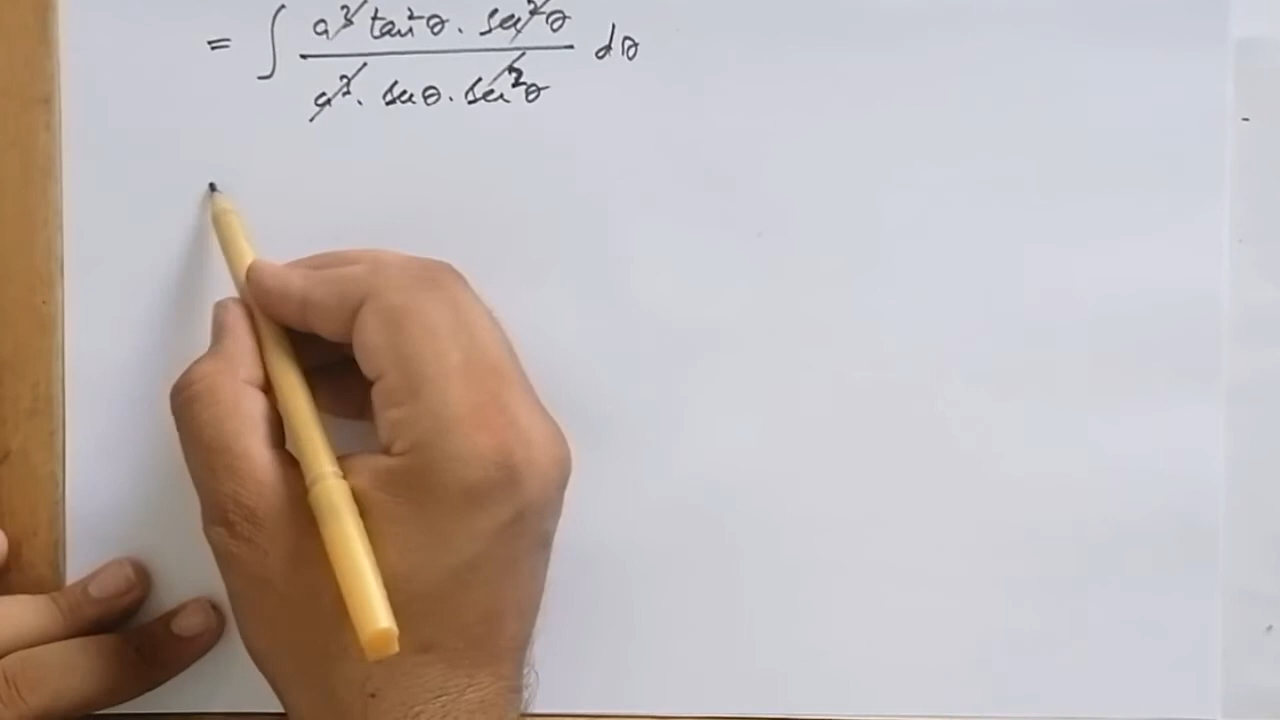 = ∫ a³ tan²θ . sec²θ / a³ . secθ . sec²θ dθ